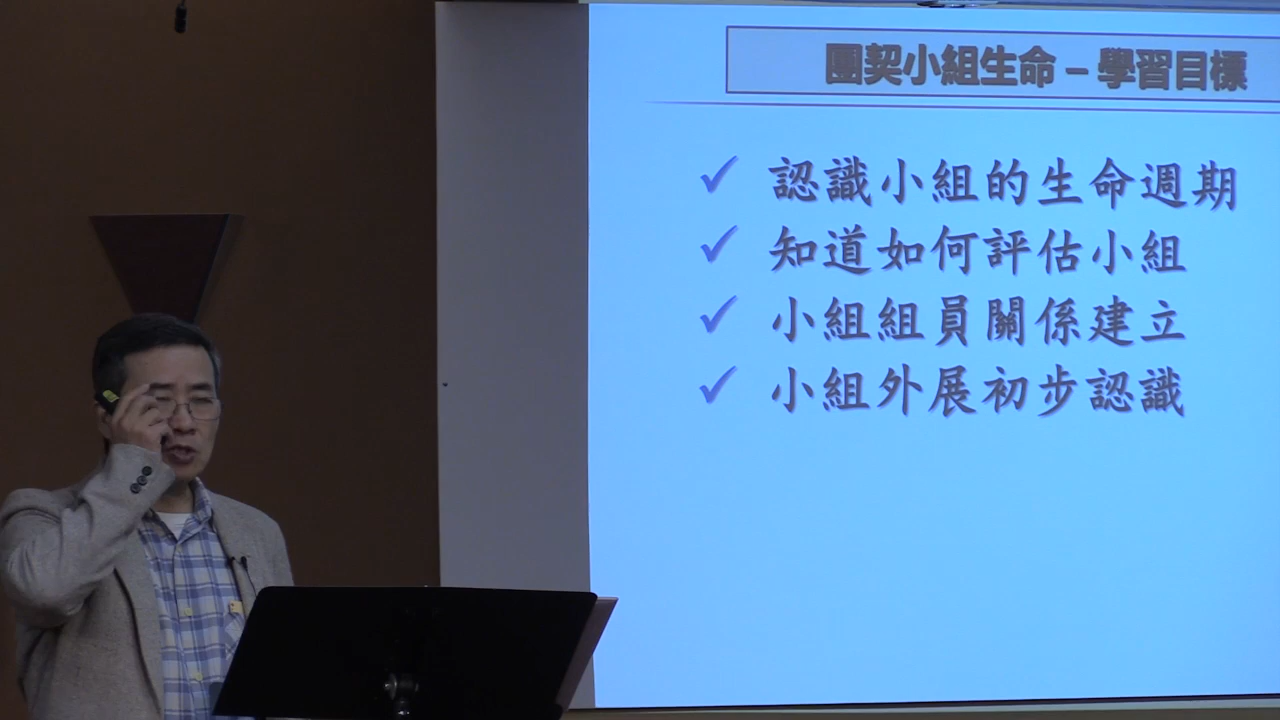 團契小組生命 – 學習目標
✓ 認識小組的生命週期
✓ 知道如何評估小組
✓ 小組組員關係建立
✓ 小組外展初步認識